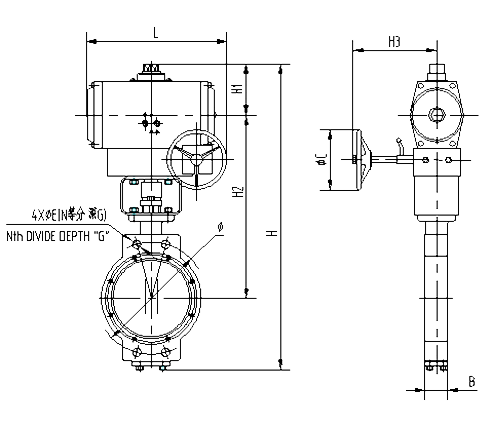 L
H3
H1
H2
H
ΦC
4XΦE(N等分 深G)
Nth DIVIDE DEPTH "G"
Φ
B